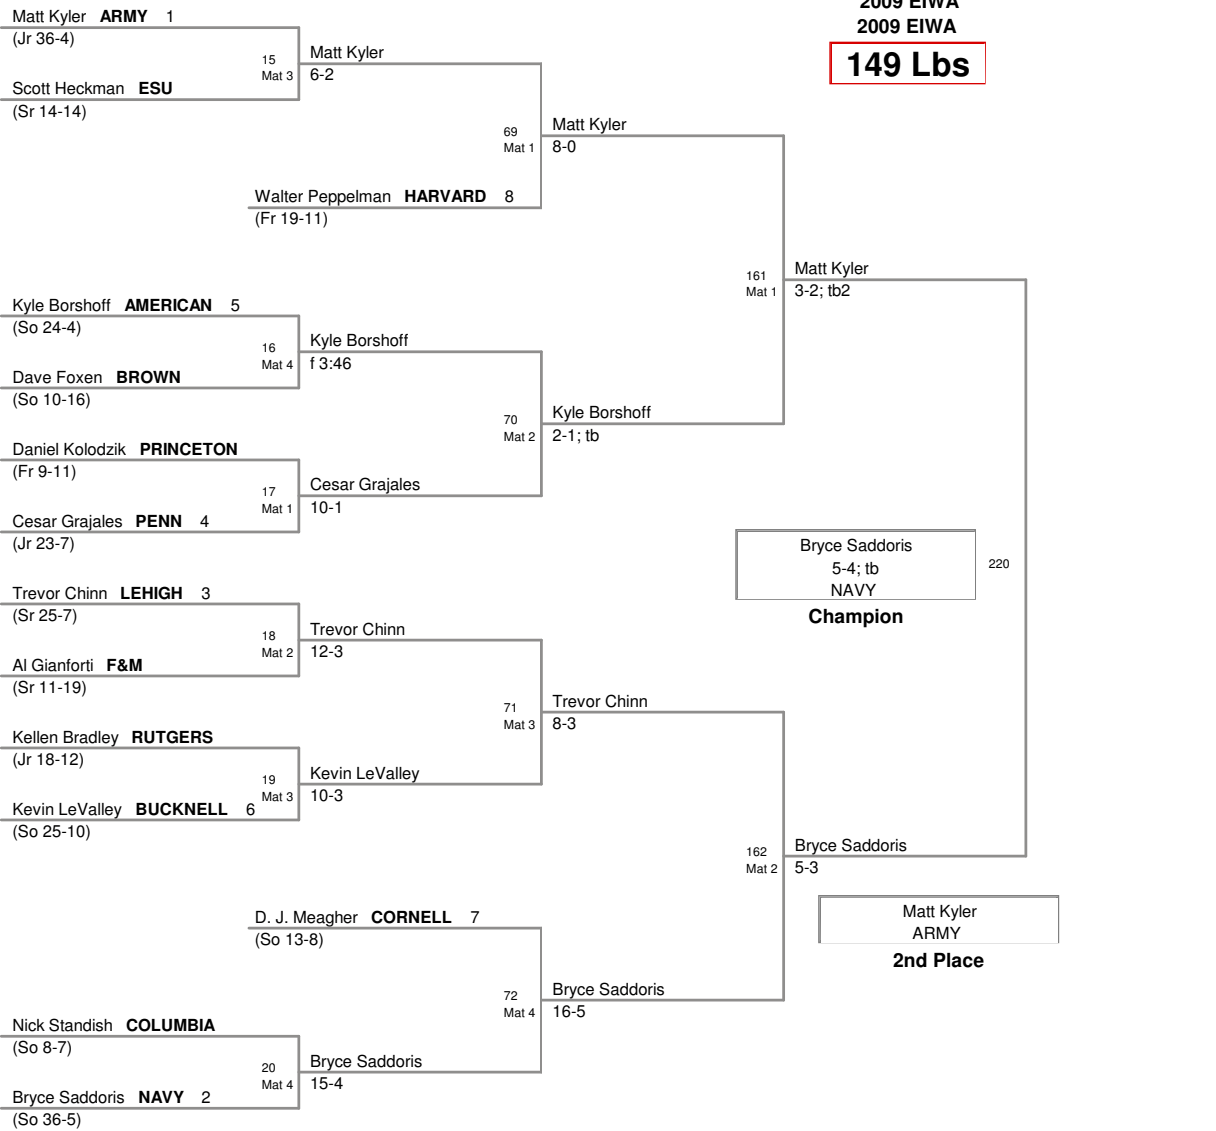 2009 EIWA
2009 EIWA
149 Lbs
Matt Kyler ARMY 1
(Jr 36-4)
15
Mat 3
Matt Kyler
6-2
Scott Heckman ESU
(Sr 14-14)
69
Mat 1
Matt Kyler
8-0
Walter Peppelman HARVARD 8
(Fr 19-11)
161
Mat 1
Matt Kyler
3-2; tb2
Kyle Borshoff AMERICAN 5
(So 24-4)
16
Mat 4
Kyle Borshoff
f 3:46
Dave Foxen BROWN
(So 10-16)
70
Mat 2
Kyle Borshoff
2-1; tb
Daniel Kolodzik PRINCETON
(Fr 9-11)
17
Mat 1
Cesar Grajales
10-1
Cesar Grajales PENN 4
(Jr 23-7)
Bryce Saddoris
5-4; tb
NAVY
Champion
220
Trevor Chinn LEHIGH 3
(Sr 25-7)
18
Mat 2
Trevor Chinn
12-3
Al Gianforti F&M
(Sr 11-19)
71
Mat 3
Trevor Chinn
8-3
Kellen Bradley RUTGERS
(Jr 18-12)
19
Mat 3
Kevin LeValley
10-3
Kevin LeValley BUCKNELL 6
(So 25-10)
162
Mat 2
Bryce Saddoris
5-3
Matt Kyler
ARMY
2nd Place
D. J. Meagher CORNELL 7
(So 13-8)
72
Mat 4
Bryce Saddoris
16-5
Nick Standish COLUMBIA
(So 8-7)
20
Mat 4
Bryce Saddoris
15-4
Bryce Saddoris NAVY 2
(So 36-5)